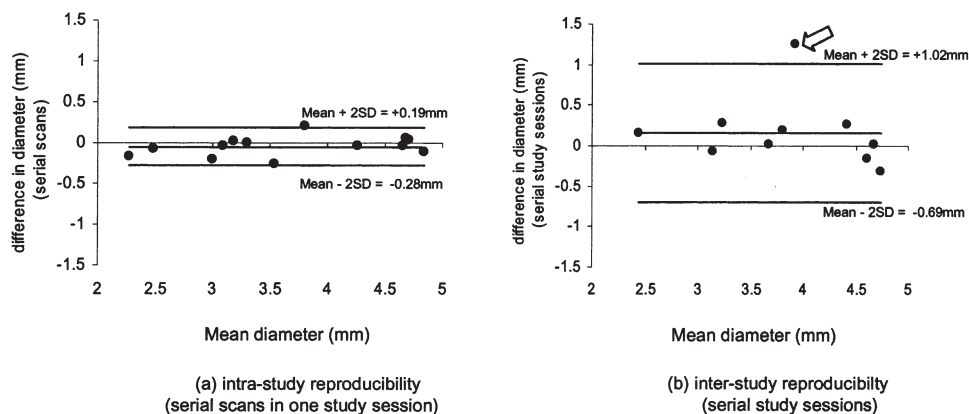 1.5
1
0.5
0
-0.5
-1
-1.5
difference in diameter (mm)
(serial scans)
Mean + 2SD = +0.19mm
Mean - 2SD = -0.28mm
2 2.5 3 3.5 4 4.5 5
Mean diameter (mm)
(a) intra-study reproducibility
(serial scans in one study session)
1.5
1
0.5
0
-0.5
-1
-1.5
difference in diameter (mm)
(serial study sessions)
Mean + 2SD = +1.02mm
Mean - 2SD = -0.69mm
2 2.5 3 3.5 4 4.5 5
Mean diameter (mm)
(b) inter-study reproducibilty
(serial study sessions)